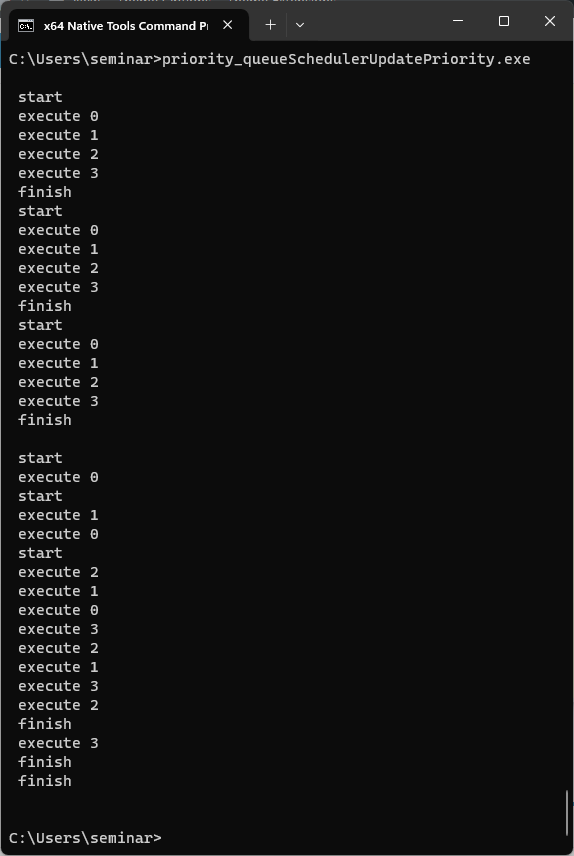 x64 Native Tools Command P
C:\Users\seminar>priority_queueSchedulerUpdatePriority.exe
start
execute 0
execute 1
execute 2
execute 3
finish
start
execute 0
execute 1
execute 2
execute 3
finish
start
execute 0
execute 1
execute 2
execute 3
finish
start
execute 0
start
execute 1
execute 0
start
execute 2
execute 1
execute 0
execute 3
execute 2
execute 1
execute 3
execute 2
finish
execute 3
finish
finish
C:\Users\seminar>